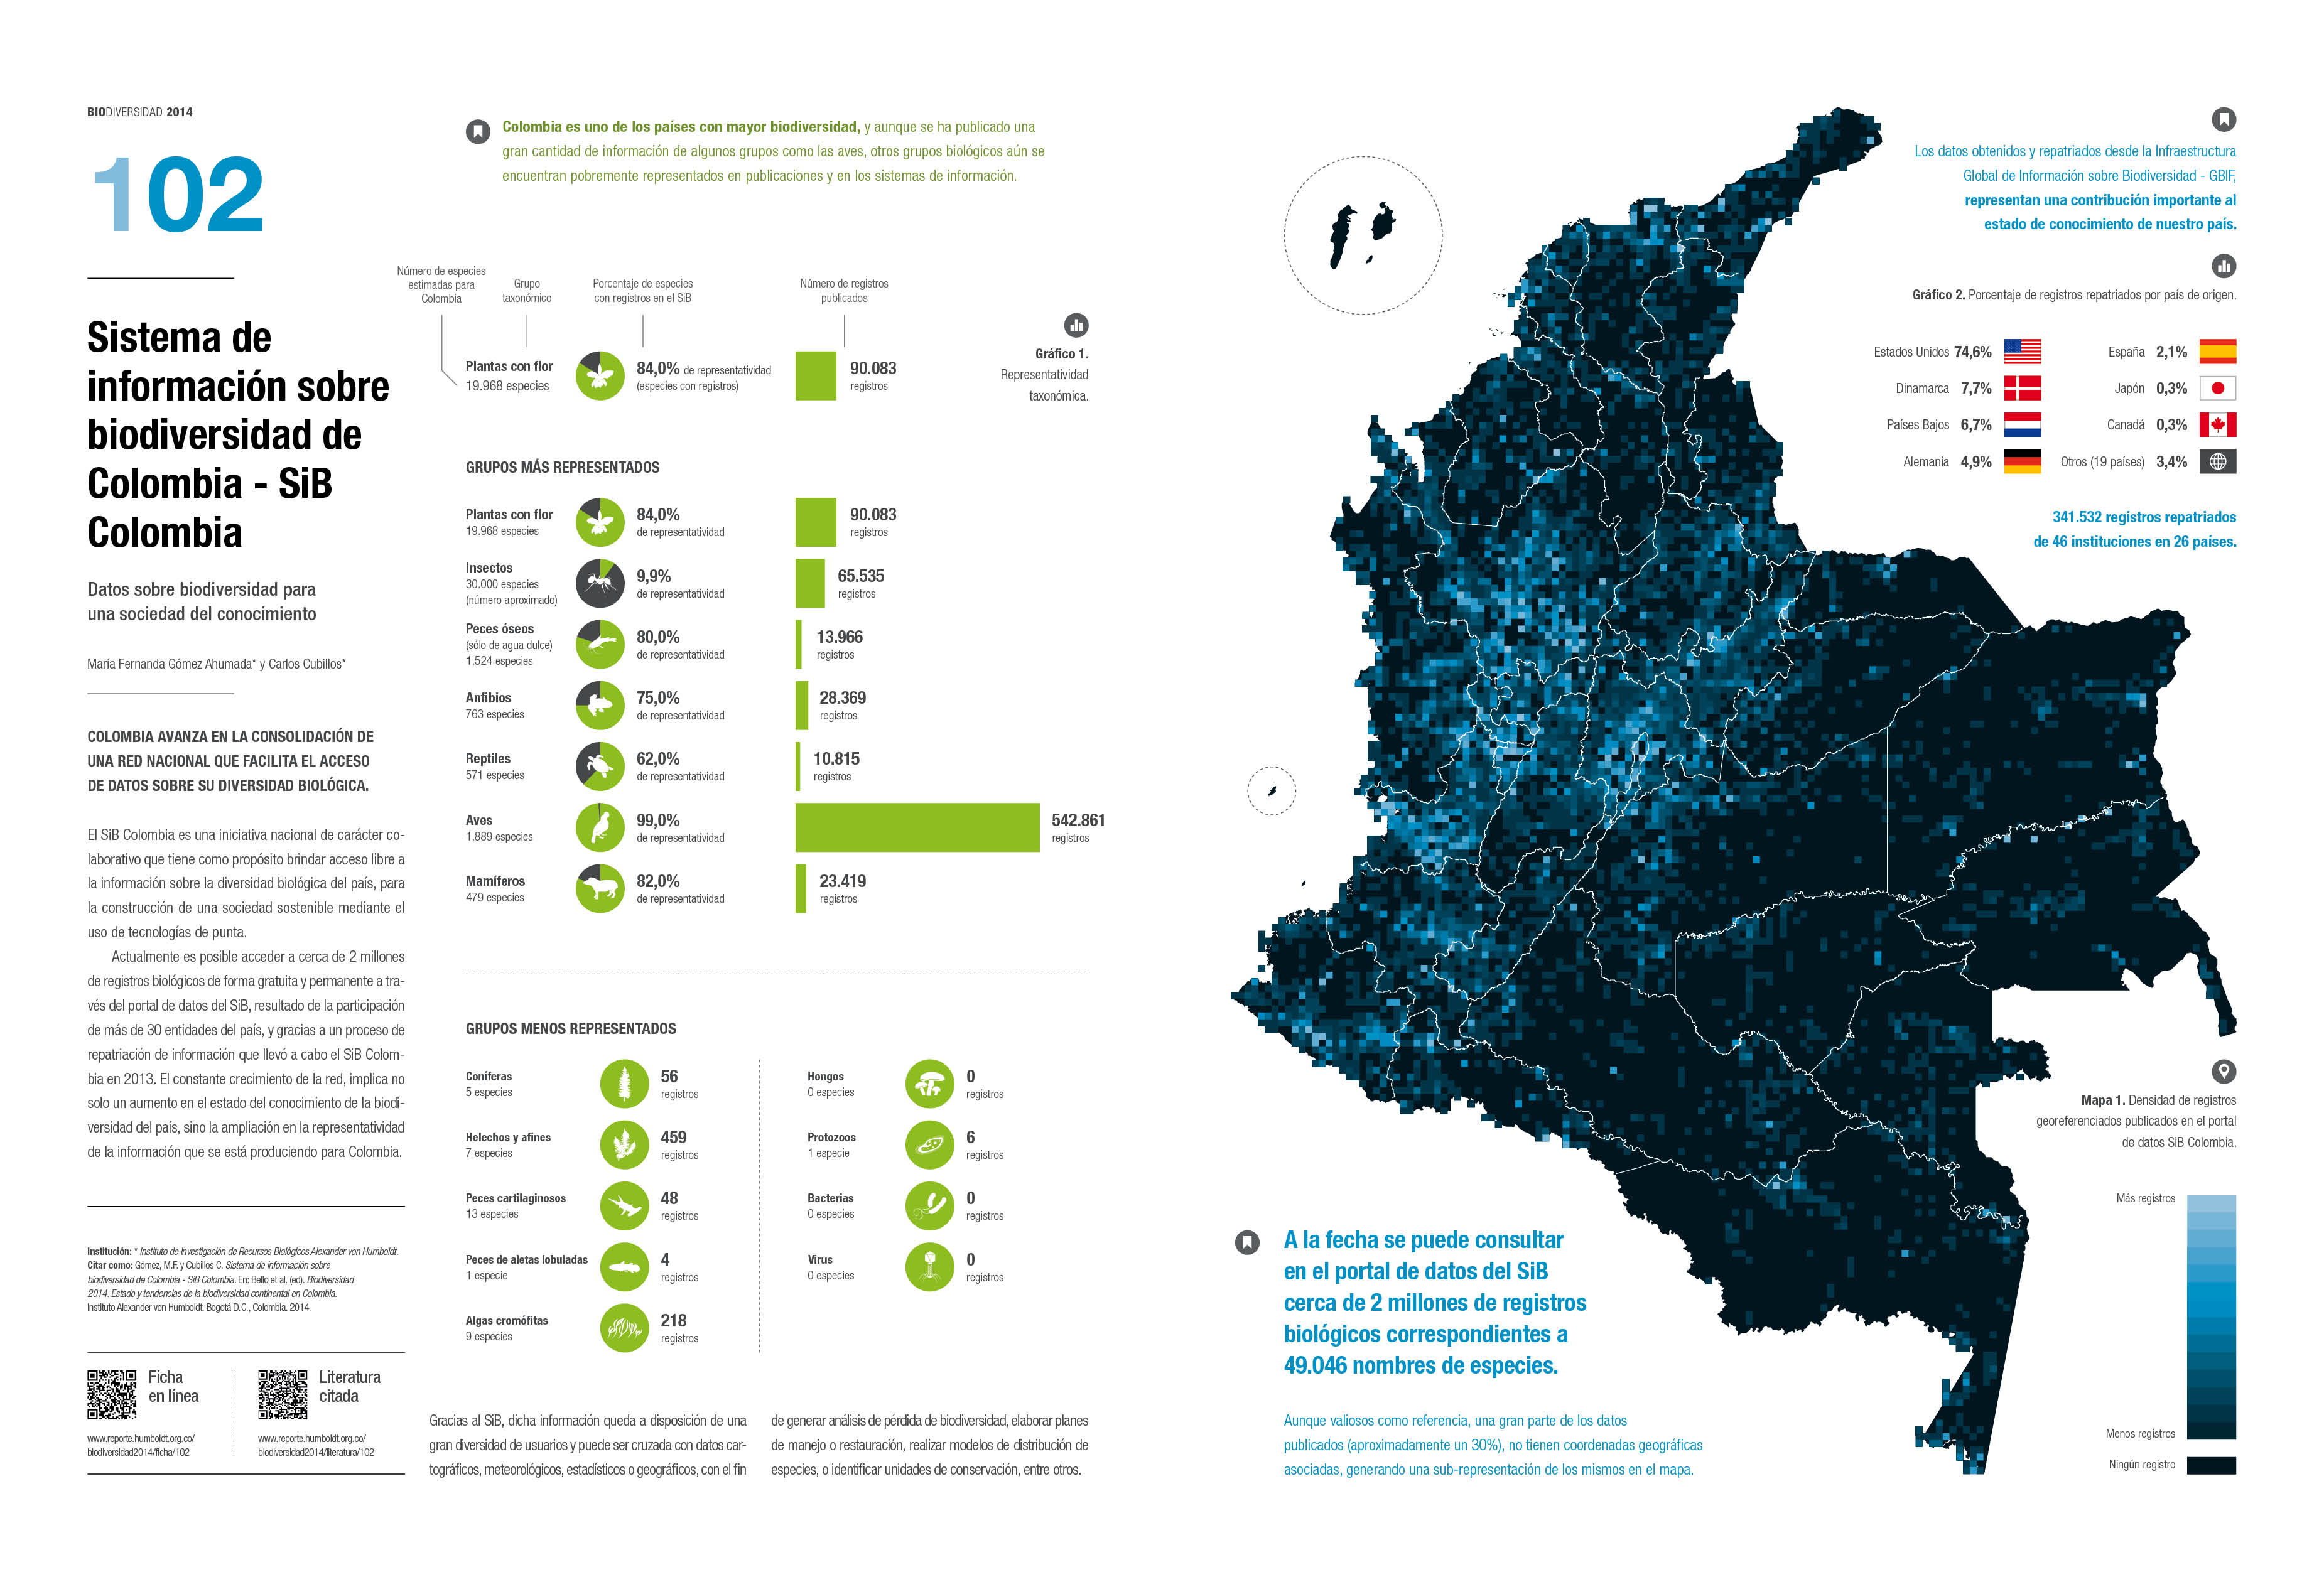 BIODIVERSIDAD 2014
102
Sistema de
información sobre
biodiversidad de
Colombia - SiB
Colombia
Datos sobre biodiversidad para
una sociedad del conocimiento
María Fernanda Gómez Ahumada* y Carlos Cubillos*
COLOMBIA AVANZA EN LA CONSOLIDACIÓN DE
UNA RED NACIONAL QUE FACILITA EL ACCESO
DE DATOS SOBRE SU DIVERSIDAD BIOLÓGICA.
El SiB Colombia es una iniciativa nacional de carácter co-
laborativo que tiene como propósito brindar acceso libre a
la información sobre la diversidad biológica del país, para
la construcción de una sociedad sostenible mediante el
uso de tecnologías de punta.
Actualmente es posible acceder a cerca de 2 millones
de registros biológicos de forma gratuita y permanente a tra-
vés del portal de datos del SiB, resultado de la participación
de más de 30 entidades del país, y gracias a un proceso de
repatriación de información que llevó a cabo el SiB Colom-
bia en 2013. El constante crecimiento de la red, implica no
solo un aumento en el estado del conocimiento de la biodi-
versidad del país, sino la ampliación en la representatividad
de la información que se está produciendo para Colombia.
Institución: * Instituto de Investigación de Recursos Biológicos Alexander von Humboldt.
Citar como: Gómez, M.F. y Cubillos C. Sistema de información sobre
biodiversidad de Colombia - SiB Colombia. En: Bello et al. (ed). Biodiversidad
2014. Estado y tendencias de la biodiversidad continental en Colombia.
Instituto Alexander von Humboldt. Bogotá D.C., Colombia. 2014.
Ficha
en línea
www.reporte.humboldt.org.co/
biodiversidad2014/ficha/102
Literatura
citada
www.reporte.humboldt.org.co/
biodiversidad2014/literatura/102
Colombia es uno de los países con mayor biodiversidad, y aunque se ha publicado una
gran cantidad de información de algunos grupos como las aves, otros grupos biológicos aún se
encuentran pobremente representados en publicaciones y en los sistemas de información.
Número de especies
estimadas para
Colombia
Grupo
taxonómico
Porcentaje de especies
con registros en el SiB
Número de registros
publicados
Plantas con flor
19.968 especies
84,0% de representatividad
(especies con registros)
90.083
registros
Gráfico 1.
Representatividad
taxonómica.
GRUPOS MÁS REPRESENTADOS
Plantas con flor
19.968 especies
84,0%
de representatividad
90.083
registros
Insectos
30.000 especies
(número aproximado)
9,9%
de representatividad
65.535
registros
Peces óseos
(sólo de agua dulce)
1.524 especies
80,0%
de representatividad
13.966
registros
Anfibios
763 especies
75,0%
de representatividad
28.369
registros
Reptiles
571 especies
62,0%
de representatividad
10.815
registros
Aves
1.889 especies
99,0%
de representatividad
542.861
registros
Mamíferos
479 especies
82,0%
de representatividad
23.419
registros
GRUPOS MENOS REPRESENTADOS
Coníferas
5 especies
56
registros
Helechos y afines
7 especies
459
registros
Peces cartilaginosos
13 especies
48
registros
Peces de aletas lobuladas
1 especie
4
registros
Algas cromófitas
9 especies
218
registros
Hongos
0 especies
0
registros
Protozoos
1 especie
6
registros
Bacterias
0 especies
0
registros
Virus
0 especies
0
registros
Gracias al SiB, dicha información queda a disposición de una
gran diversidad de usuarios y puede ser cruzada con datos car-
tográficos, meteorológicos, estadísticos o geográficos, con el fin
de generar análisis de pérdida de biodiversidad, elaborar planes
de manejo o restauración, realizar modelos de distribución de
especies, o identificar unidades de conservación, entre otros.
Los datos obtenidos y repatriados desde la Infraestructura
Global de Información sobre Biodiversidad - GBIF,
representan una contribución importante al
estado de conocimiento de nuestro país.
Gráfico 2. Porcentaje de registros repatriados por país de origen.
Estados Unidos 74,6%
Dinamarca 7,7%
Países Bajos 6,7%
Alemania 4,9%
España 2,1%
Japón 0,3%
Canadá 0,3%
Otros (19 países) 3,4%
341.532 registros repatriados
de 46 instituciones en 26 países.
Mapa 1. Densidad de registros
georeferenciados publicados en el portal
de datos SiB Colombia.
Más registros
Menos registros
Ningún registro
A la fecha se puede consultar
en el portal de datos del SiB
cerca de 2 millones de registros
biológicos correspondientes a
49.046 nombres de especies.
Aunque valiosos como referencia, una gran parte de los datos
publicados (aproximadamente un 30%), no tienen coordenadas geográficas
asociadas, generando una sub-representación de los mismos en el mapa.